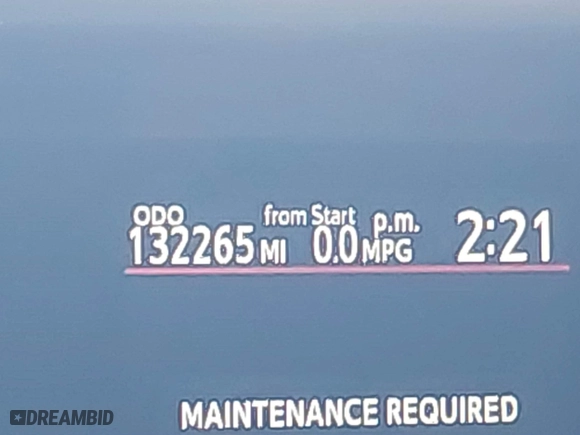 ODO from Start p.m.
132265 MI 0.0 MPG 2:21
MAINTENANCE REQUIRED
DREAMBID